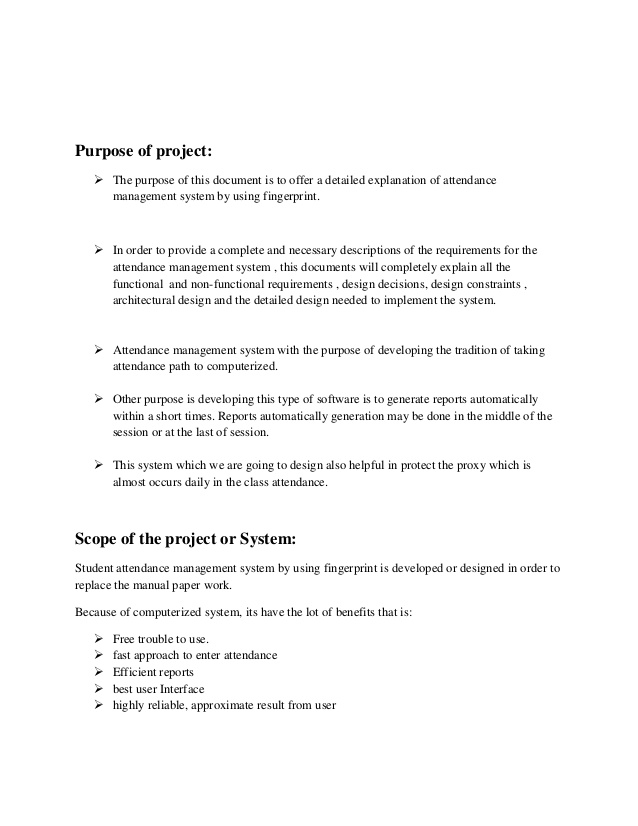 Purpose of project:
➢ The purpose of this document is to offer a detailed explanation of attendance
management system by using fingerprint.
➢ In order to provide a complete and necessary descriptions of the requirements for the
attendance management system , this documents will completely explain all the
functional and non-functional requirements , design decisions, design constraints ,
architectural design and the detailed design needed to implement the system.
➢ Attendance management system with the purpose of developing the tradition of taking
attendance path to computerized.
➢ Other purpose is developing this type of software is to generate reports automatically
within a short times. Reports automatically generation may be done in the middle of the
session or at the last of session.
➢ This system which we are going to design also helpful in protect the proxy which is
almost occurs daily in the class attendance.
Scope of the project or System:
Student attendance management system by using fingerprint is developed or designed in order to
replace the manual paper work.
Because of computerized system, its have the lot of benefits that is:
➢ Free trouble to use.
➢ fast approach to enter attendance
➢ Efficient reports
➢ best user Interface
➢ highly reliable, approximate result from user